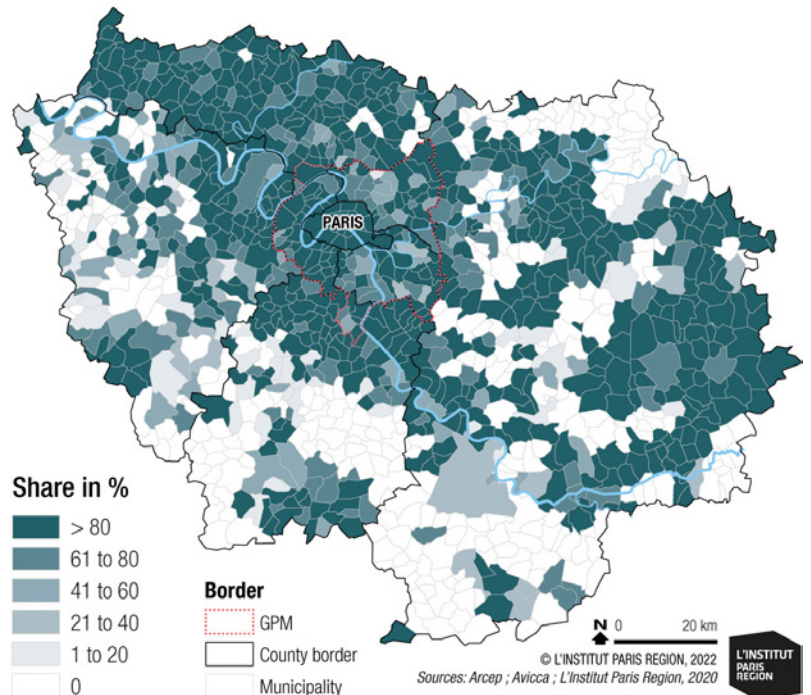 PARIS
Share in %
> 80
61 to 80
41 to 60
21 to 40
1 to 20
0
Border
GPM
County border
Municipality
N 0 20 km
© L'INSTITUT PARIS REGION, 2022
Sources: Arcep ; Avicca ; L'Institut Paris Region, 2020
L'INSTITUT
PARIS
REGION